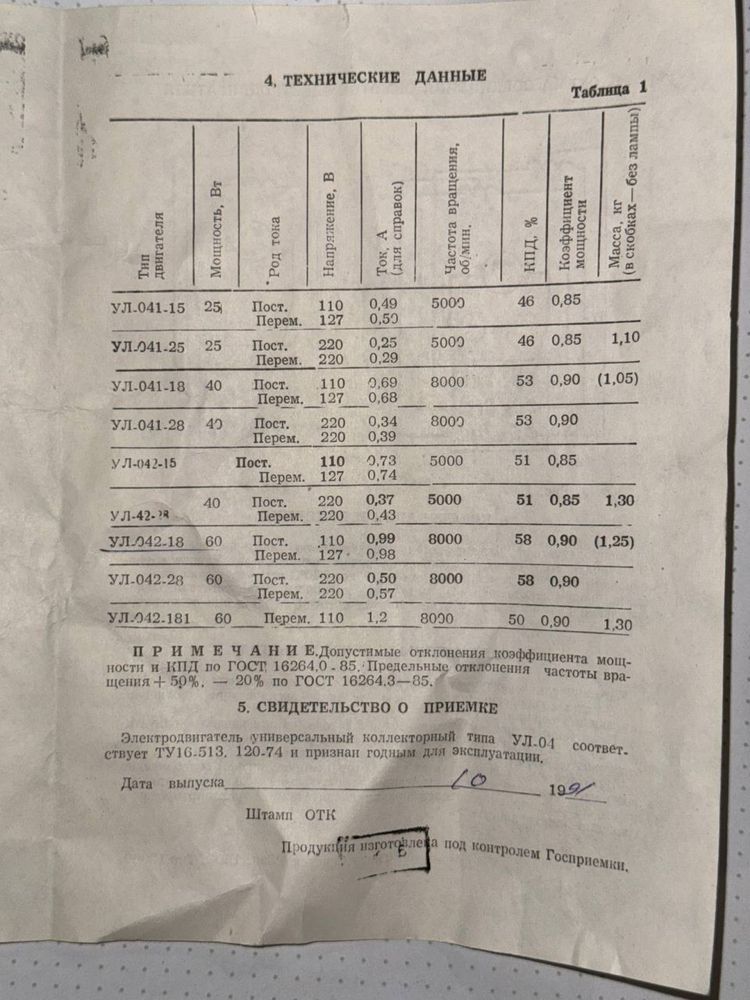 4. ТЕХНИЧЕСКИЕ ДАННЫЕ
Таблица 1
Тип двигателя
Мощность, Вт
Род тока
Напряжение, В
Ток, А (для справок)
Частота вращения, об/мин.
КПД, %
Коэффициент мощности
Масса, кг (в скобках—без лампы)
УЛ-041-15 25 Пост. 110 0,49 5000 46 0,85
Перем. 127 0,50
УЛ-041-25 25 Пост. 220 0,25 5000 46 0,85 1,10
Перем. 220 0,29
УЛ-041-18 40 Пост. 110 0,69 8000 53 0,90 (1,05)
Перем. 127 0,68
УЛ-041-28 40 Пост. 220 0,34 8000 53 0,90
Перем. 220 0,39
УЛ-042-15 Пост. 110 0,73 5000 51 0,85
Перем. 127 0,74
40 Пост. 220 0,37 5000 51 0,85 1,30
УЛ-42- Перем. 220 0,43
УЛ-042-18 60 Пост. 110 0,99 8000 58 0,90 (1,25)
Перем. 127 0,98
УЛ-042-28 60 Пост. 220 0,50 8000 58 0,90
Перем. 220 0,57
УЛ-042-181 60 Перем. 110 1,2 8000 50 0,90 1,30
ПРИМЕЧАНИЕ. Допустимые отклонения коэффициента мощ-
ности и КПД по ГОСТ 16264.0 - 85. Предельные отклонения частоты вра-
щения + 50%. — 20% по ГОСТ 16264.3—85.
5. СВИДЕТЕЛЬСТВО О ПРИЕМКЕ
Электродвигатель универсальный коллекторный типа УЛ-04 соответ-
ствует ТУ16-513. 120-74 и признан годным для эксплуатации.
Дата выпуска 10 1991
Штамп ОТК
Продукция изготовлена под контролем Госприемки.